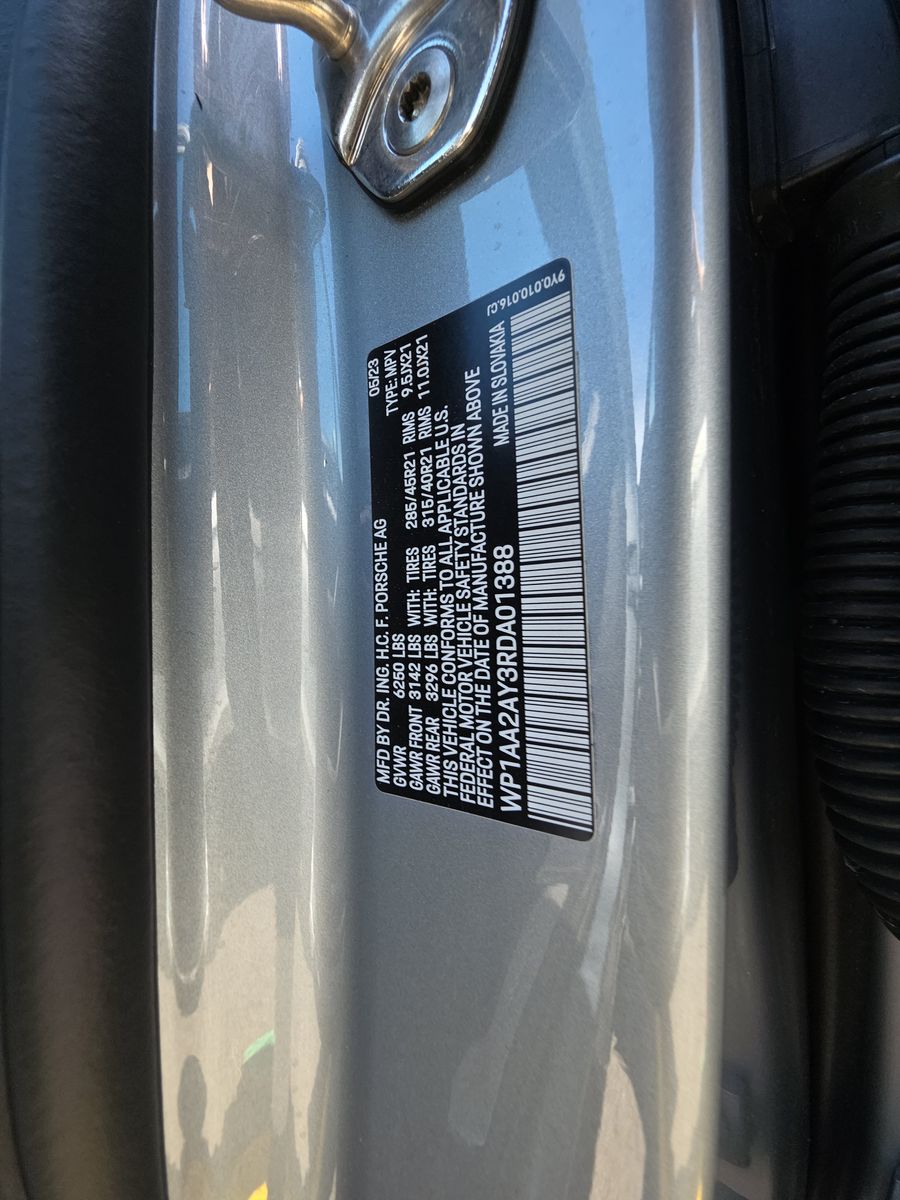 MFD BY DR. ING. H.C. F. PORSCHE AG 05/23
GVWR 6250 LBS TYPE: MPV
GAWR FRONT 3142 LBS WITH: TIRES 285/45R21 RIMS 9.5JX21
GAWR REAR 3296 LBS WITH: TIRES 315/40R21 RIMS 11.0JX21
THIS VEHICLE CONFORMS TO ALL APPLICABLE U.S.
FEDERAL MOTOR VEHICLE SAFETY STANDARDS IN
EFFECT ON THE DATE OF MANUFACTURE SHOWN ABOVE
WP1AA2AY3RDA01388 MADE IN SLOVAKIA
9Y0.010.016.CJ